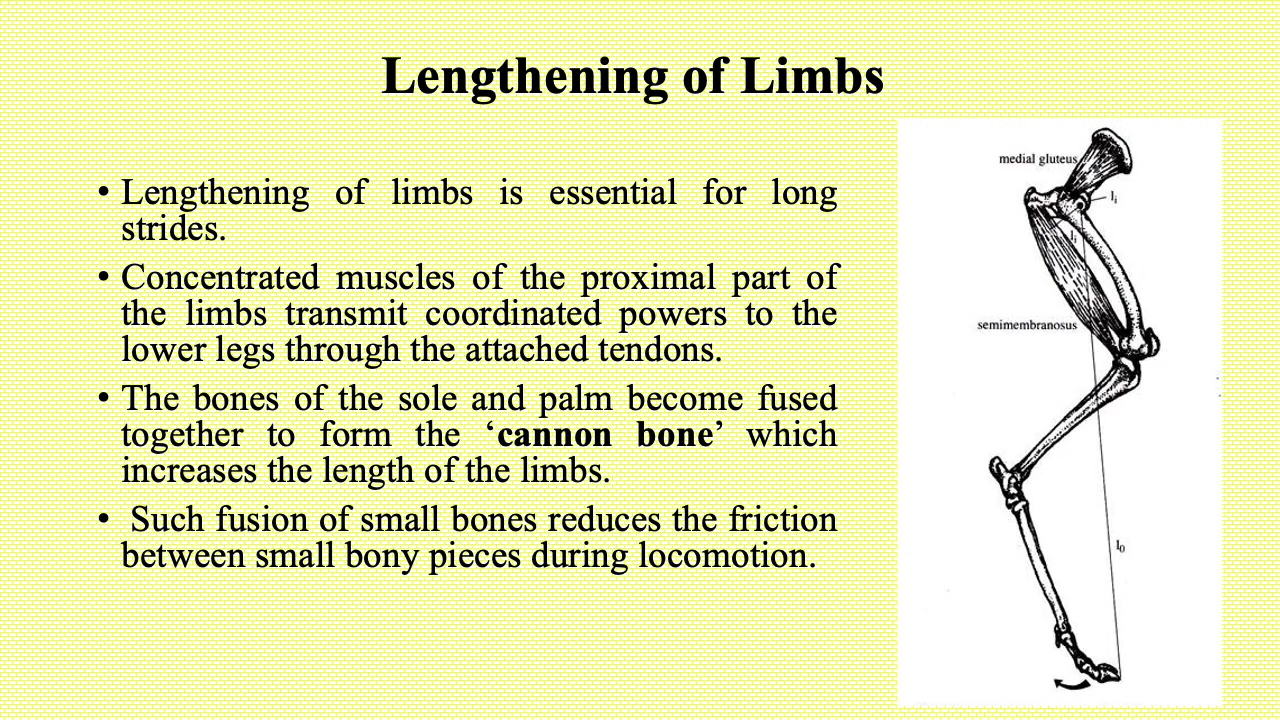 Lengthening of Limbs
• Lengthening of limbs is essential for long
strides.
• Concentrated muscles of the proximal part of
the limbs transmit coordinated powers to the
lower legs through the attached tendons.
• The bones of the sole and palm become fused
together to form the ‘cannon bone’ which
increases the length of the limbs.
• Such fusion of small bones reduces the friction
between small bony pieces during locomotion.
medial gluteus
li
li
semimembranosus
l0